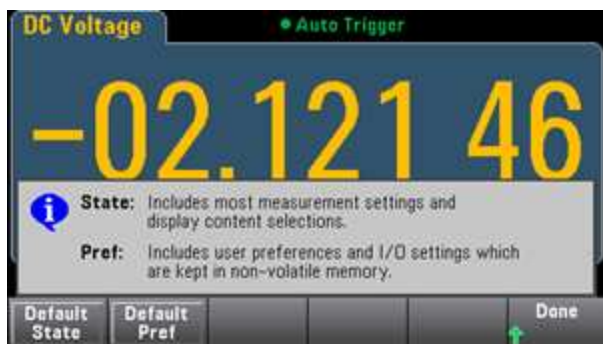 DC Voltage
Auto Trigger
-02.121 46
State: Includes most measurement settings and
display content selections.
Pref: Includes user preferences and I/O settings which
are kept in non-volatile memory.
Default State
Default Pref
Done